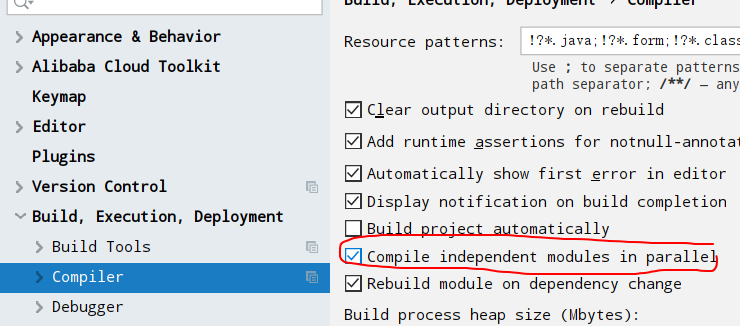 Appearance & Behavior
Alibaba Cloud Toolkit
Keymap
Editor
Plugins
Version Control
Build, Execution, Deployment
Build Tools
Compiler
Debugger
Build, Execution, Deployment › Compiler
Resource patterns: !?*.java;!?*.form;!?*.class
Use ; to separate patterns
path separator; /**/ — any
Clear output directory on rebuild
Add runtime assertions for notnull-annotat
Automatically show first error in editor
Display notification on build completion
Build project automatically
Compile independent modules in parallel
Rebuild module on dependency change
Build process heap size (Mbytes):